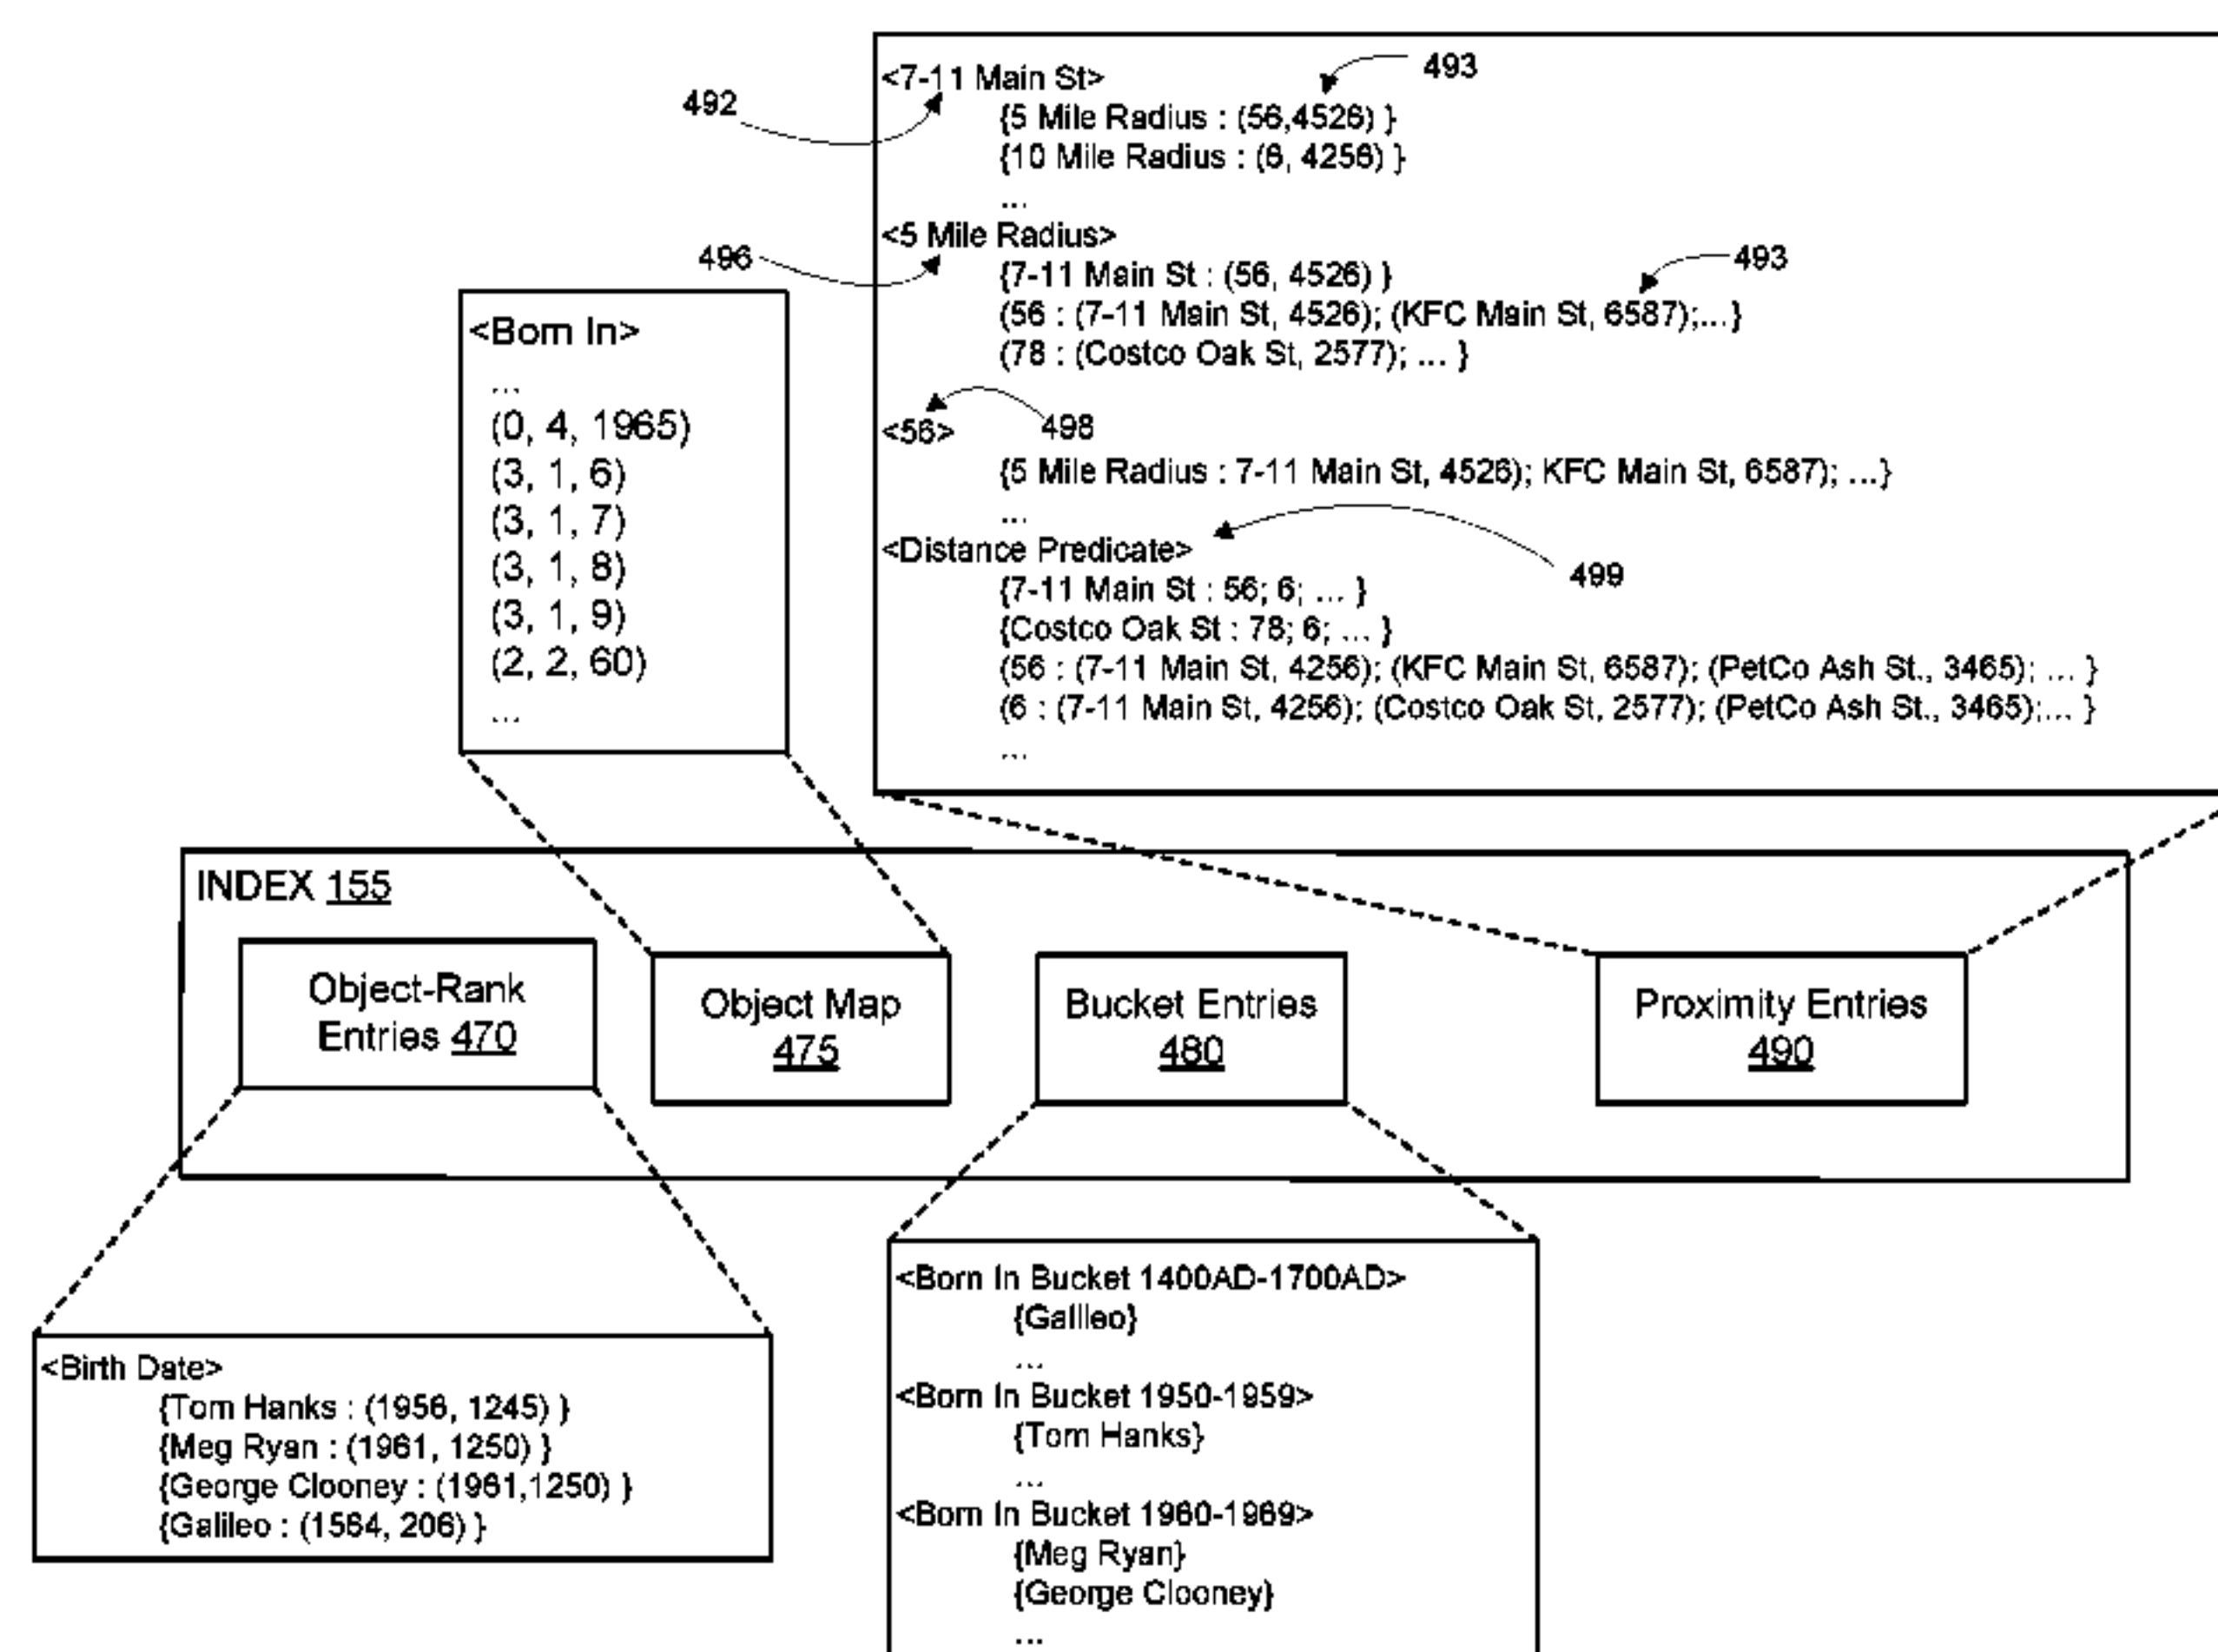 <7-11 Main St>
493
492
{5 Mile Radius : (56,4526) }
{10 Mile Radius : (6, 4256) }
...
<5 Mile Radius>
496
493
{7-11 Main St : (56, 4526) }
(56 : (7-11 Main St, 4526); (KFC Main St, 6587);...}
(78 : (Costco Oak St, 2577); ... }
<56>
498
{5 Mile Radius : 7-11 Main St, 4526); KFC Main St, 6587); ...}
...
<Distance Predicate>
499
{7-11 Main St : 56; 6; ... }
{Costco Oak St : 78; 6; ... }
(56 : (7-11 Main St, 4256); (KFC Main St, 6587); (PetCo Ash St., 3465); ... }
(6 : (7-11 Main St, 4256); (Costco Oak St, 2577); (PetCo Ash St., 3465);... }
...
<Born In>
...
(0, 4, 1965)
(3, 1, 6)
(3, 1, 7)
(3, 1, 8)
(3, 1, 9)
(2, 2, 60)
...
INDEX 155
Object-Rank
Entries 470
Object Map
475
Bucket Entries
480
Proximity Entries
490
<Birth Date>
{Tom Hanks : (1956, 1245) }
{Meg Ryan : (1961, 1250) }
{George Clooney : (1961,1250) }
{Galileo : (1564, 206) }
<Born In Bucket 1400AD-1700AD>
{Galileo}
...
<Born In Bucket 1950-1959>
{Tom Hanks}
...
<Born In Bucket 1960-1969>
{Meg Ryan}
{George Clooney}
...